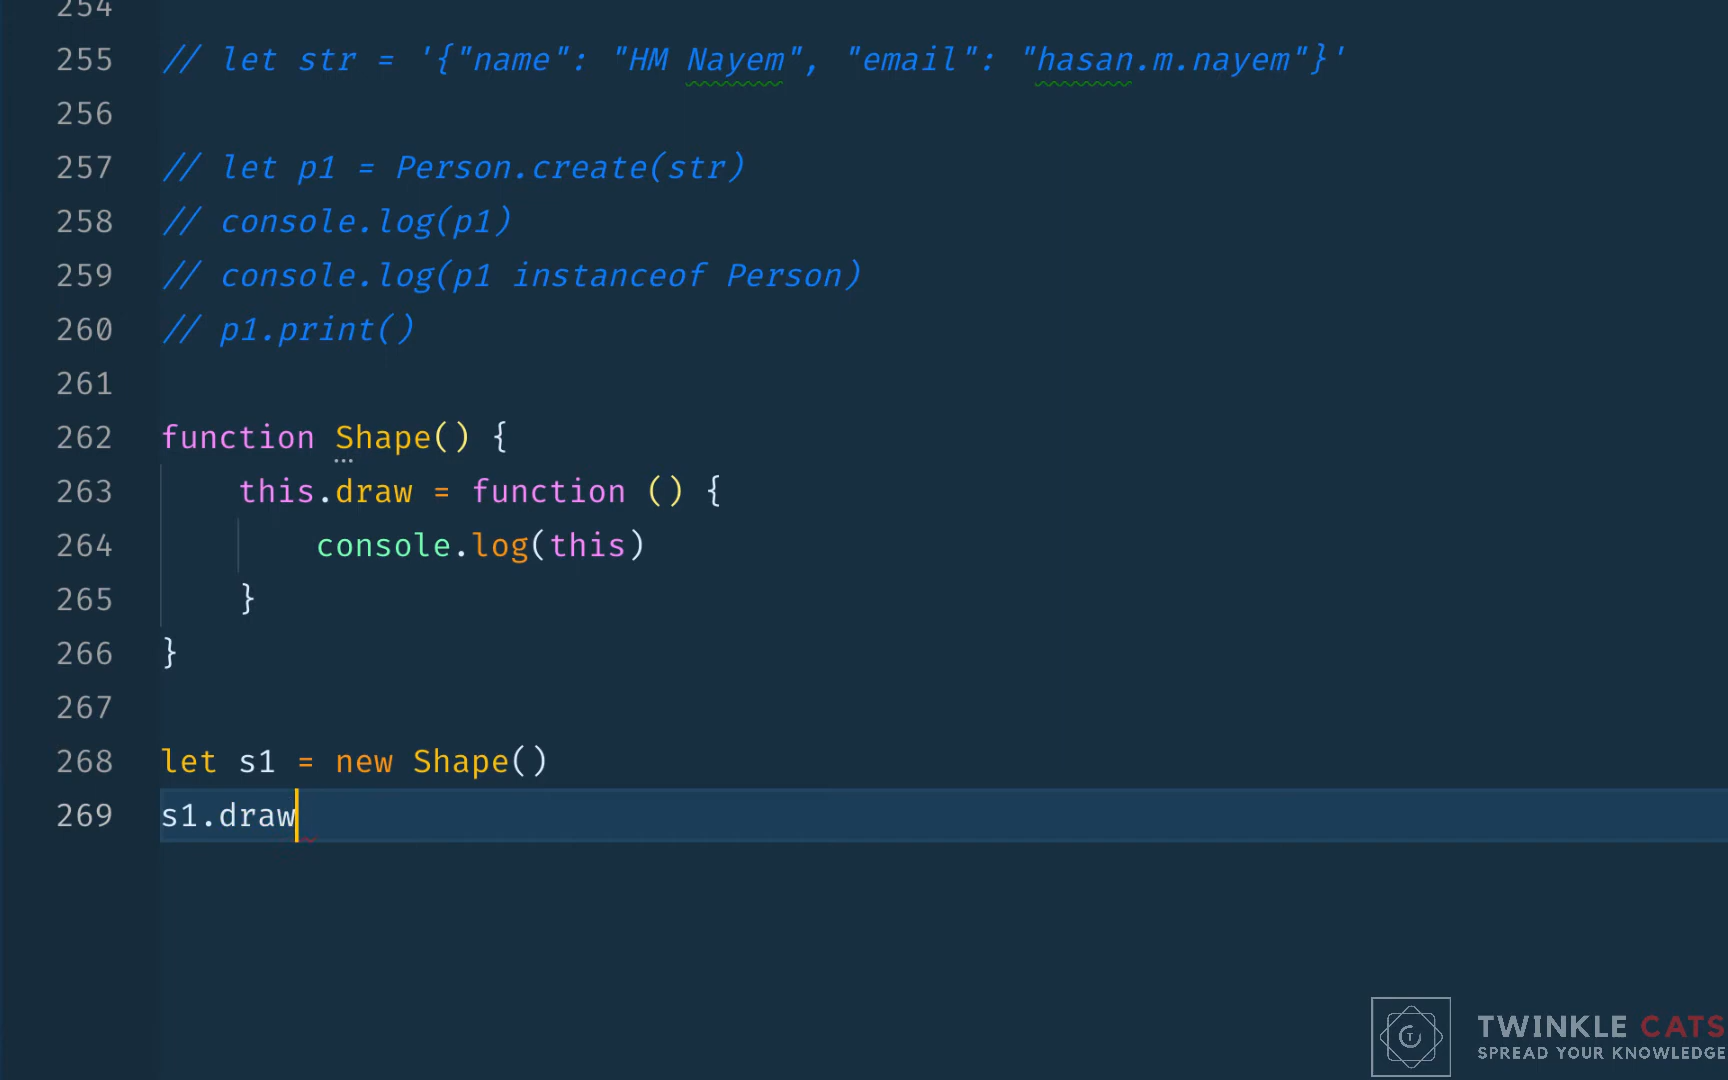 254
255 // let str = '{"name": "HM Nayem", "email": "hasan.m.nayem"}'
256
257 // let p1 = Person.create(str)
258 // console.log(p1)
259 // console.log(p1 instanceof Person)
260 // p1.print()
261
262 function Shape() {
263 this.draw = function () {
264 console.log(this)
265 }
266 }
267
268 let s1 = new Shape()
269 s1.draw
TWINKLE CATS
SPREAD YOUR KNOWLEDGE